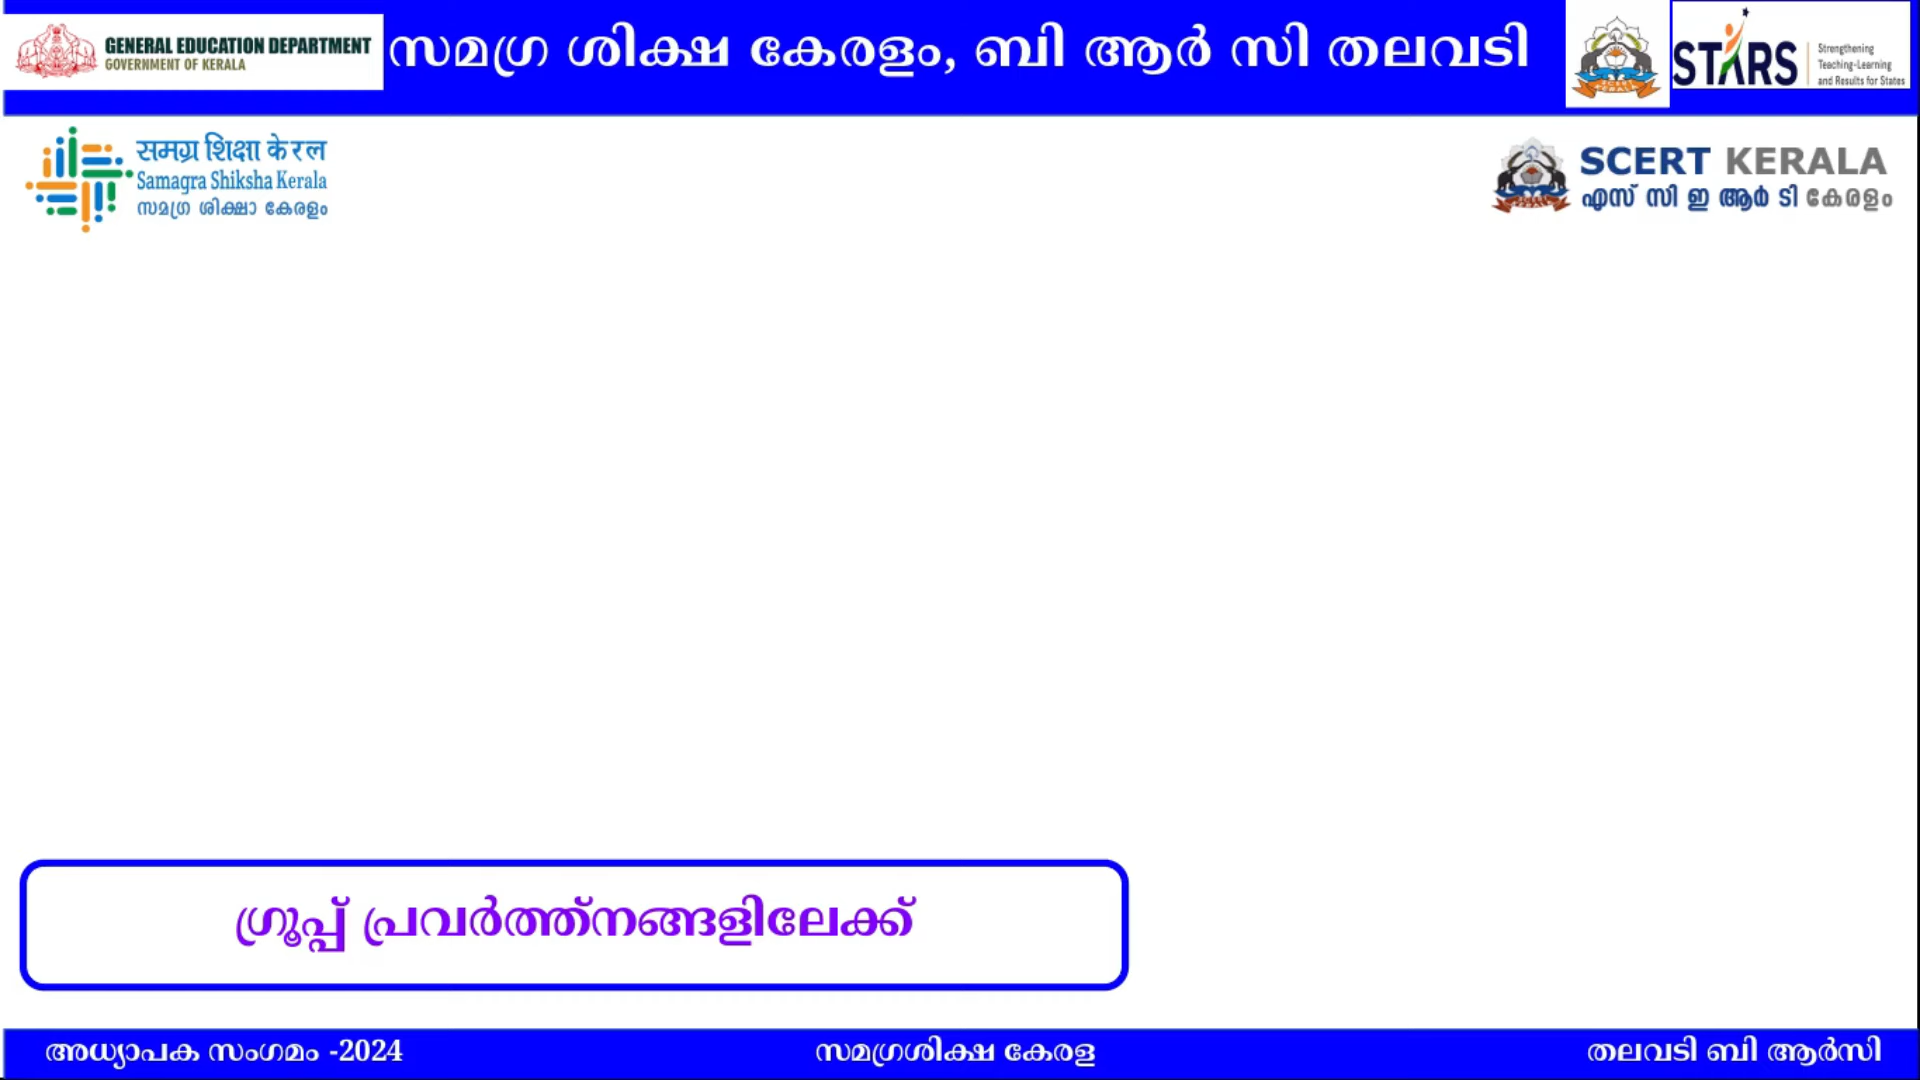 GENERAL EDUCATION DEPARTMENT
GOVERNMENT OF KERALA
സമഗ്ര ശിക്ഷ കേരളം, ബി ആർ സി തലവടി
STARS
Strengthening
Teaching-Learning
and Results for States
समग्र शिक्षा केरल
Samagra Shiksha Kerala
സമഗ്ര ശിക്ഷാ കേരളം
SCERT KERALA
എസ് സി ഇ ആർ ടി കേരളം
ഗ്രൂപ്പ് പ്രവർത്ത്നങ്ങളിലേക്ക്
അധ്യാപക സംഗമം -2024
സമഗ്രശിക്ഷ കേരള
തലവടി ബി ആർസി